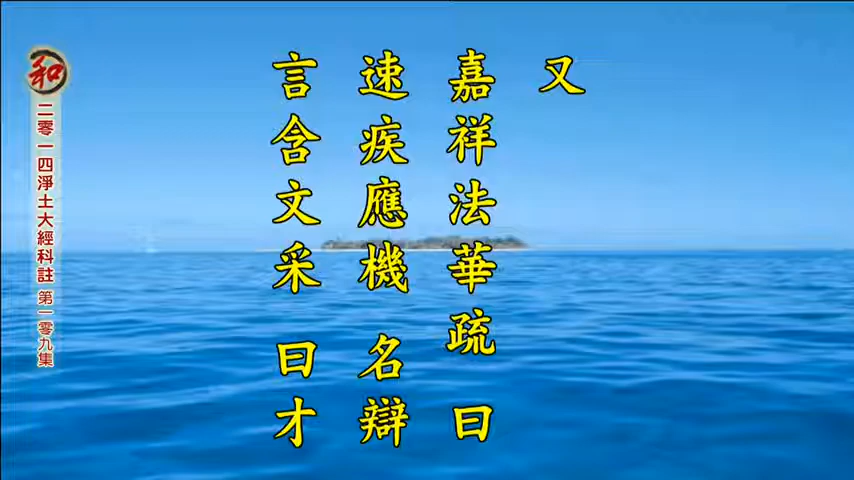 又
嘉祥法華疏 曰
速疾應機 名辯
言含文采 曰才
和
二零一四淨土大經科註 第一零九集